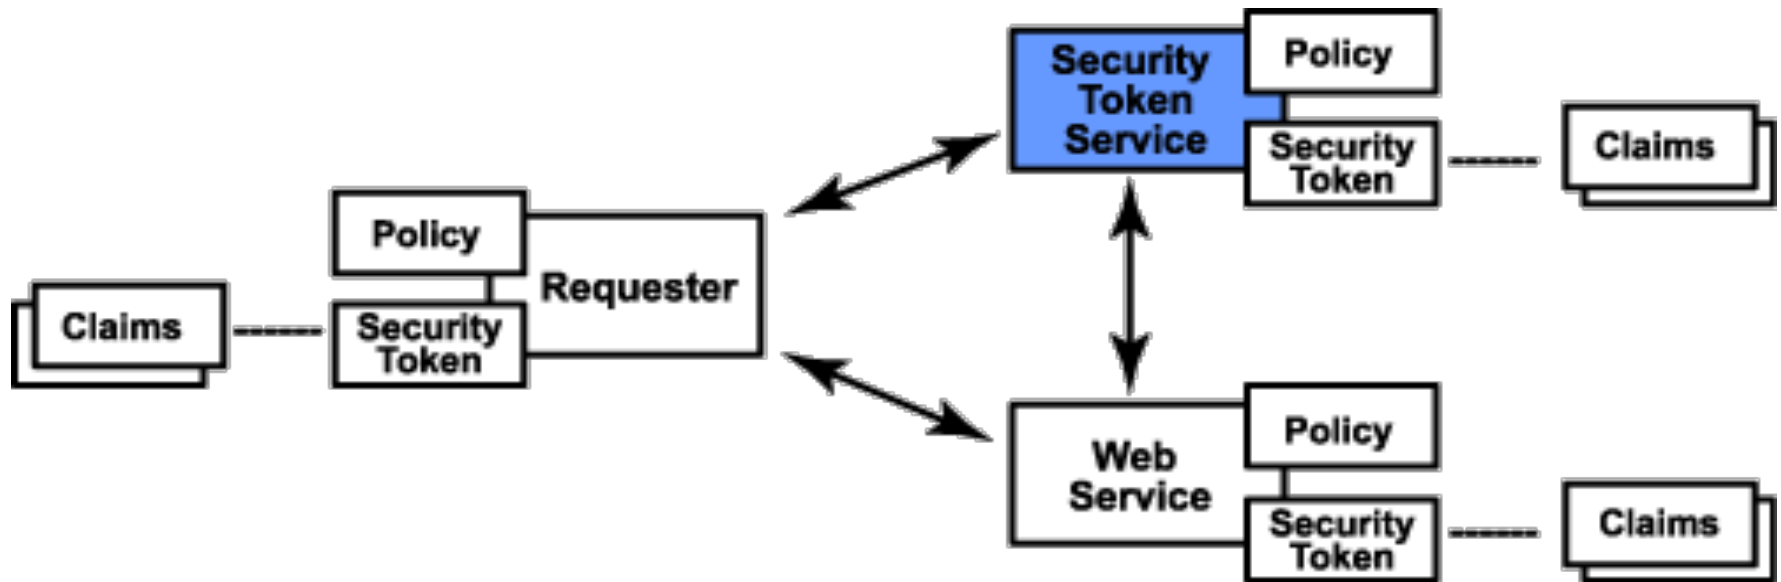 Security
Token
Service
Policy
Security
Token
Claims
Policy
Requester
Claims
Security
Token
Web
Service
Policy
Security
Token
Claims